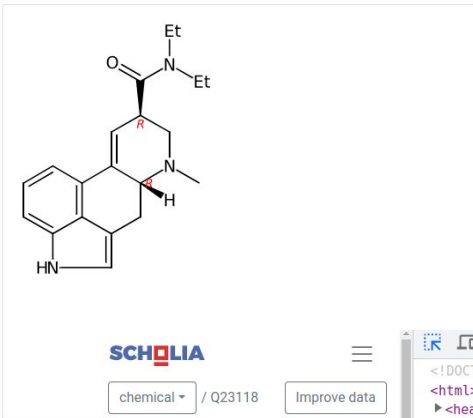 Et
O
N
Et
R
N
R
H
HN
SCHOLIA
chemical / Q23118 Improve data
<!DOC
<html
<hea